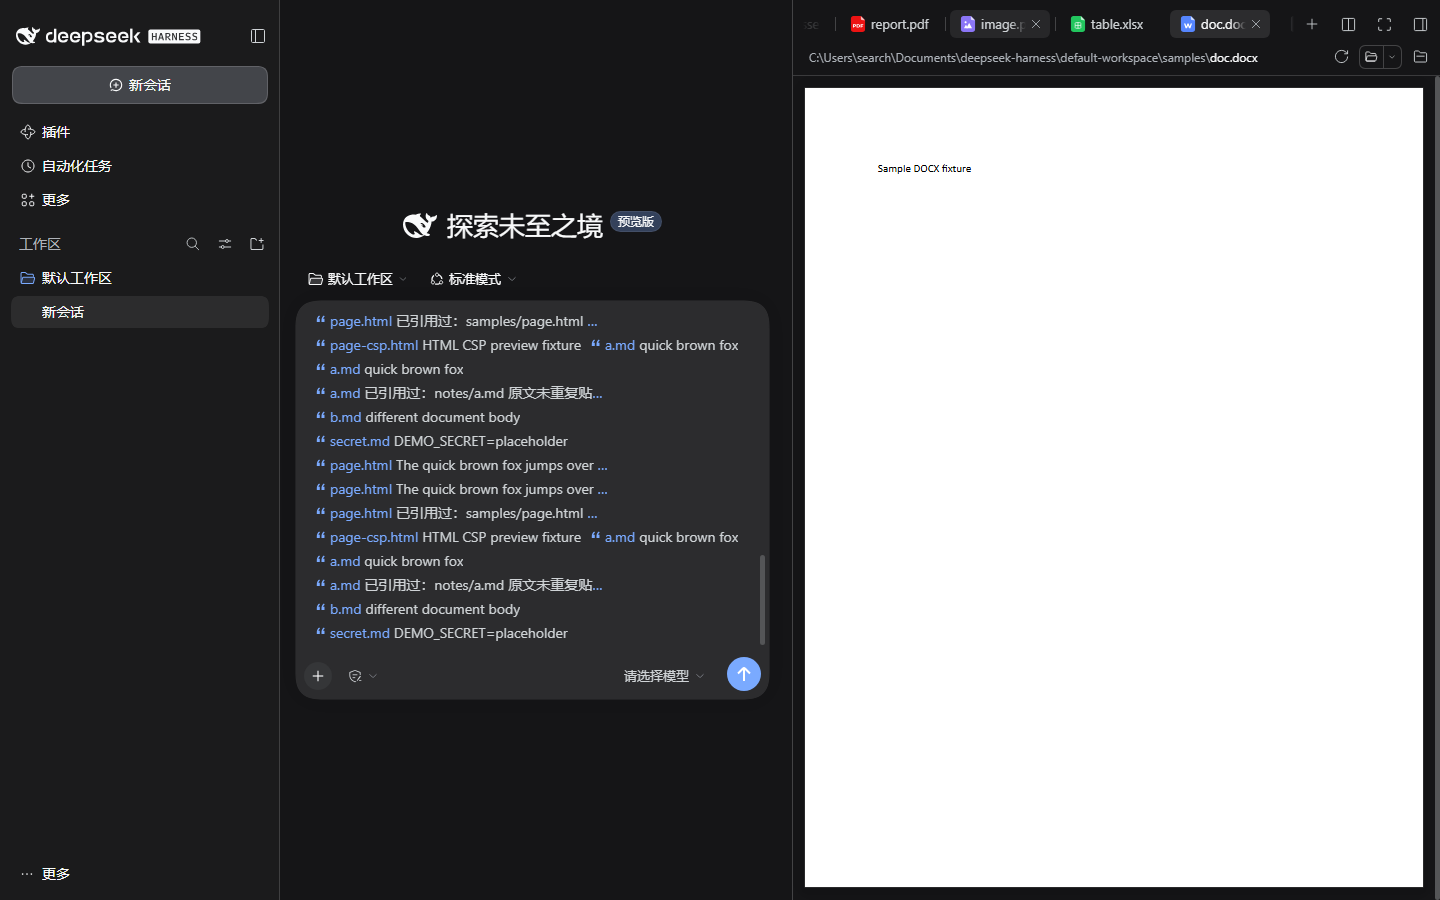 deepseek HARNESS
新会话
插件
自动化任务
更多
工作区
默认工作区
新会话
更多
探索未至之境 预览版
默认工作区 标准模式
“ page.html 已引用过：samples/page.html ...
“ page-csp.html HTML CSP preview fixture “ a.md quick brown fox
“ a.md quick brown fox
“ a.md 已引用过：notes/a.md 原文未重复贴...
“ b.md different document body
“ secret.md DEMO_SECRET=placeholder
“ page.html The quick brown fox jumps over ...
“ page.html The quick brown fox jumps over ...
“ page.html 已引用过：samples/page.html ...
“ page-csp.html HTML CSP preview fixture “ a.md quick brown fox
“ a.md quick brown fox
“ a.md 已引用过：notes/a.md 原文未重复贴...
“ b.md different document body
“ secret.md DEMO_SECRET=placeholder
请选择模型
report.pdf image.p table.xlsx doc.doc
C:\Users\search\Documents\deepseek-harness\default-workspace\samples\doc.docx
Sample DOCX fixture